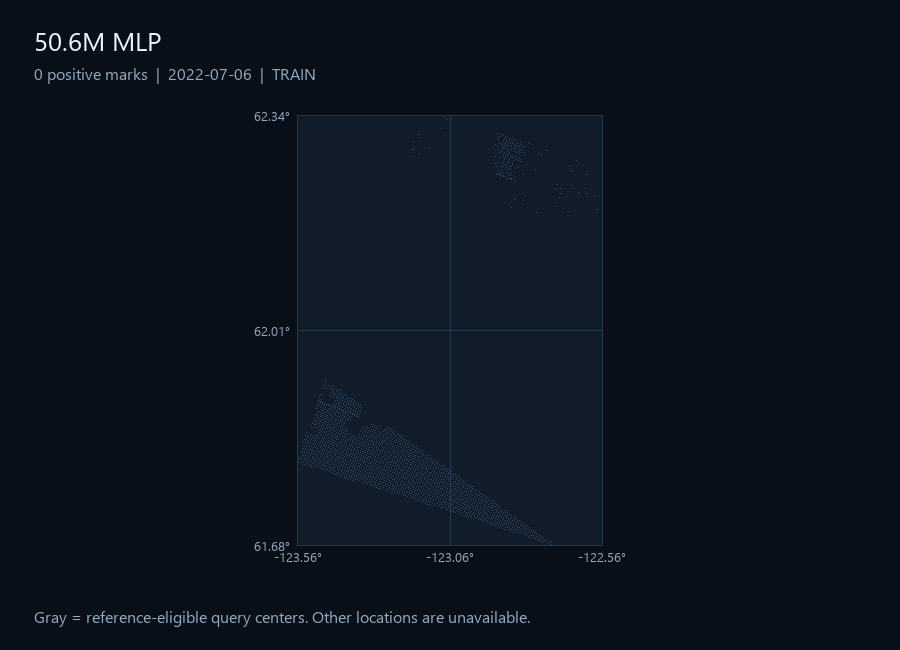 50.6M MLP
0 positive marks | 2022-07-06 | TRAIN
62.34°
62.01°
61.68°
-123.56° -123.06° -122.56°
Gray = reference-eligible query centers. Other locations are unavailable.